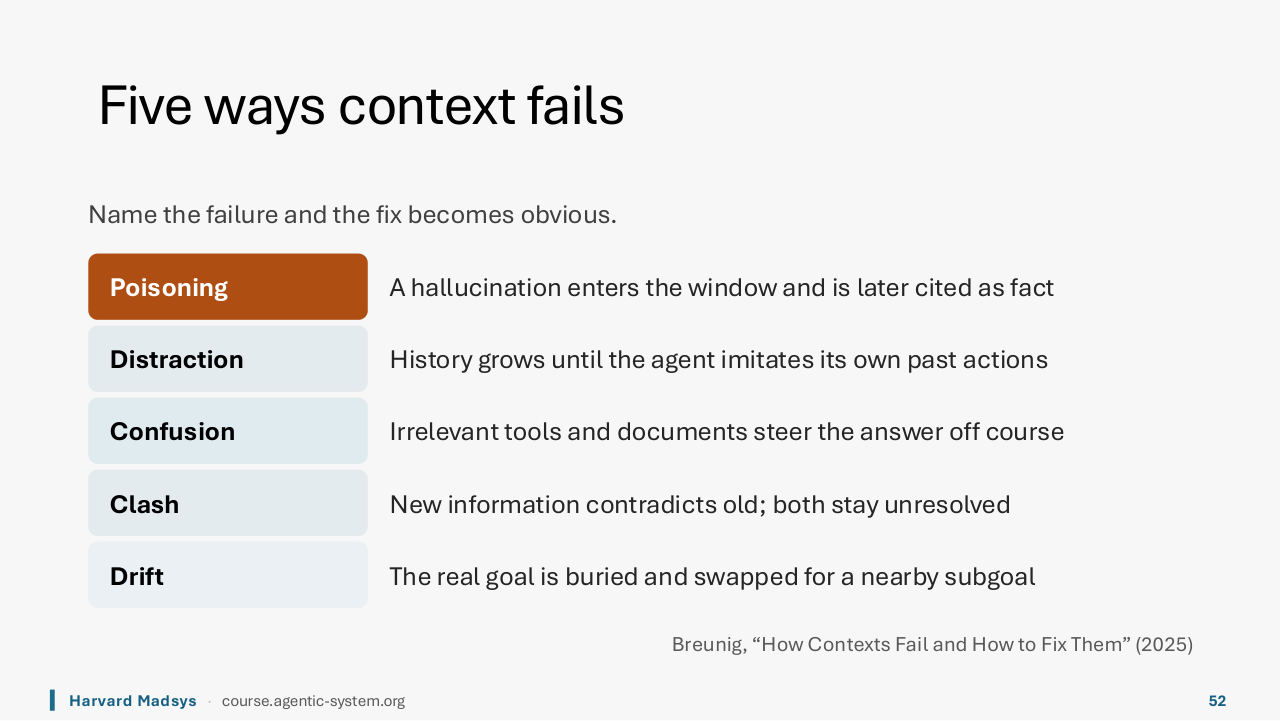 Five ways context fails
Name the failure and the fix becomes obvious.
Poisoning
A hallucination enters the window and is later cited as fact
Distraction
History grows until the agent imitates its own past actions
Confusion
Irrelevant tools and documents steer the answer off course
Clash
New information contradicts old; both stay unresolved
Drift
The real goal is buried and swapped for a nearby subgoal
Breunig, “How Contexts Fail and How to Fix Them” (2025)
Harvard Madsys · course.agentic-system.org
52